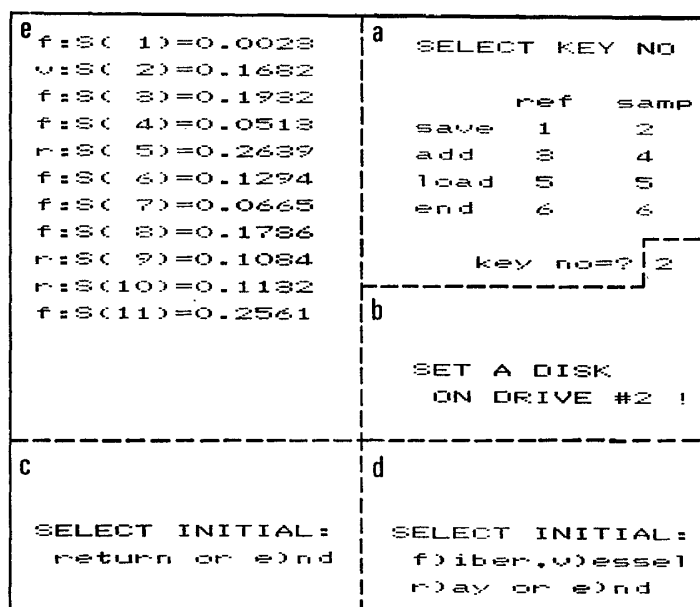 e
f:S( 1)=0.0023
v:S( 2)=0.1682
f:S( 3)=0.1932
f:S( 4)=0.0513
r:S( 5)=0.2639
f:S( 6)=0.1294
f:S( 7)=0.0665
f:S( 8)=0.1786
r:S( 9)=0.1084
r:S(10)=0.1132
f:S(11)=0.2561
a
SELECT KEY NO
ref samp
save 1 2
add 3 4
load 5 5
end 6 6
key no=? 2
b
SET A DISK
ON DRIVE #2 !
c
SELECT INITIAL:
return or e)nd
d
SELECT INITIAL:
f)iber,v)essel
r)ay or e)nd